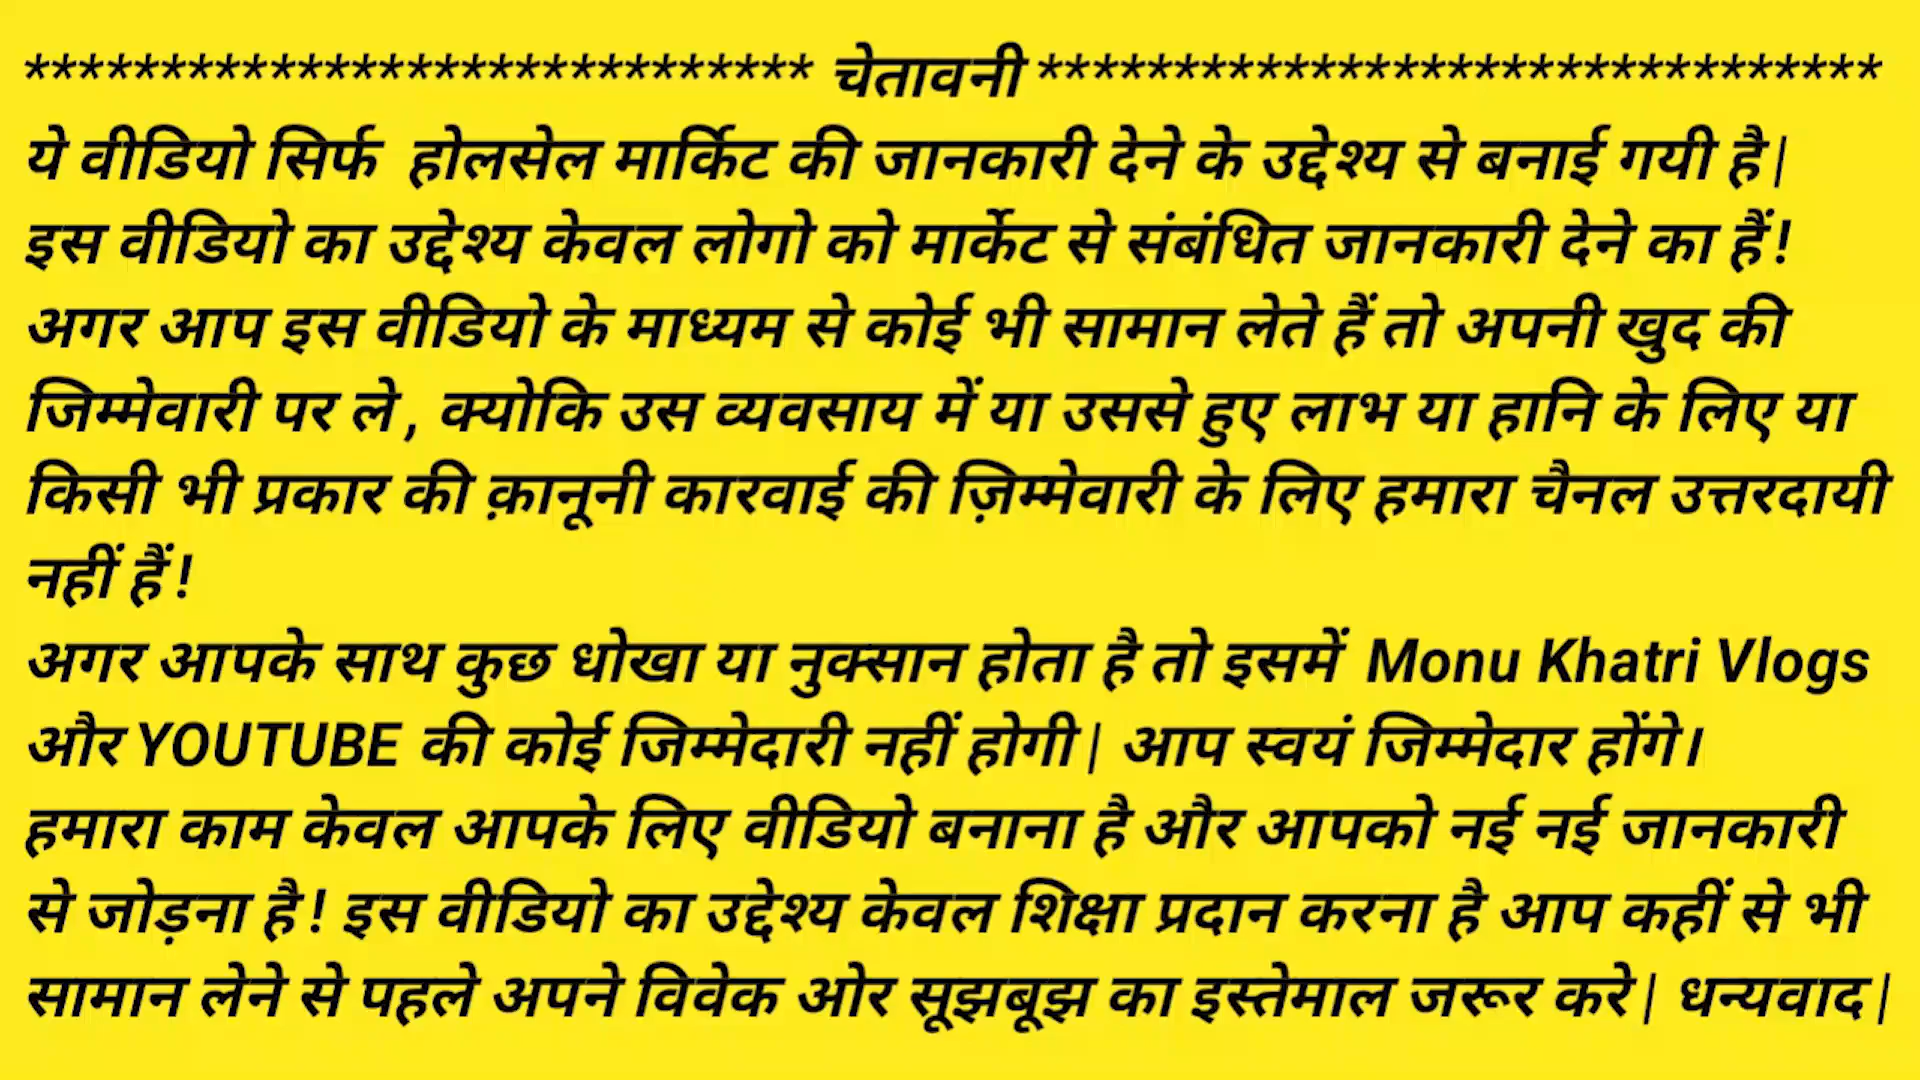 ***************************** चेतावनी *******************************
ये वीडियो सिर्फ होलसेल मार्किट की जानकारी देने के उद्देश्य से बनाई गयी है|
इस वीडियो का उद्देश्य केवल लोगो को मार्केट से संबंधित जानकारी देने का हैं!
अगर आप इस वीडियो के माध्यम से कोई भी सामान लेते हैं तो अपनी खुद की
जिम्मेवारी पर ले, क्योकि उस व्यवसाय में या उससे हुए लाभ या हानि के लिए या
किसी भी प्रकार की क़ानूनी कारवाई की ज़िम्मेवारी के लिए हमारा चैनल उत्तरदायी
नहीं हैं!
अगर आपके साथ कुछ धोखा या नुक्सान होता है तो इसमें Monu Khatri Vlogs
और YOUTUBE की कोई जिम्मेदारी नहीं होगी| आप स्वयं जिम्मेदार होंगे।
हमारा काम केवल आपके लिए वीडियो बनाना है और आपको नई नई जानकारी
से जोड़ना है! इस वीडियो का उद्देश्य केवल शिक्षा प्रदान करना है आप कहीं से भी
सामान लेने से पहले अपने विवेक ओर सूझबूझ का इस्तेमाल जरूर करे| धन्यवाद|